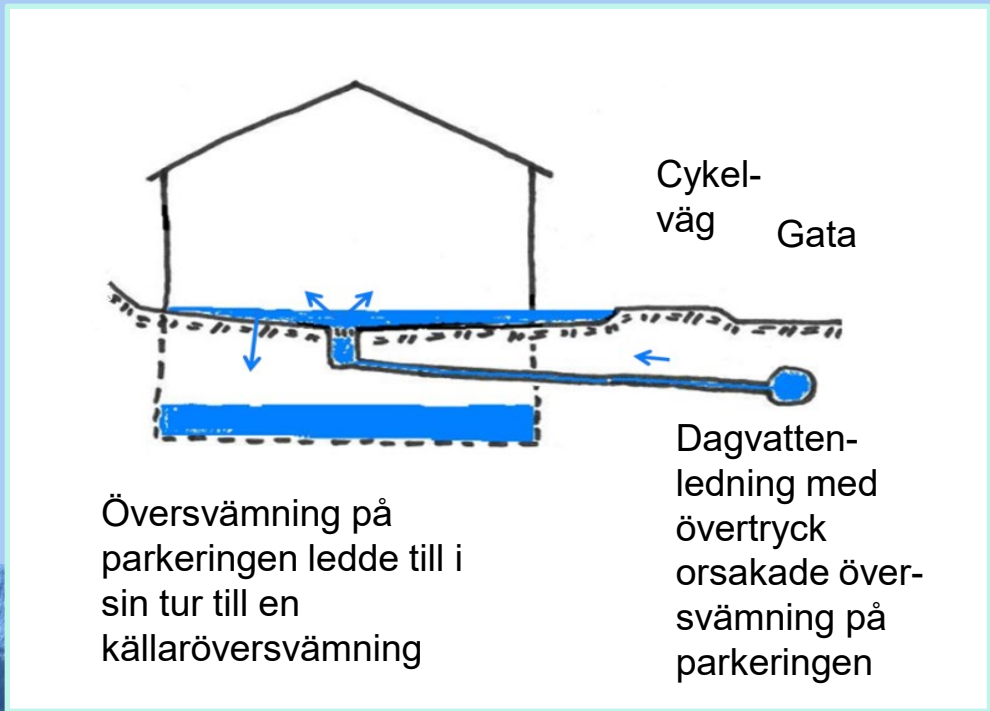 Cykel-
väg
Gata
Dagvatten-
ledning med
övertryck
orsakade över-
svämning på
parkeringen
Översvämning på
parkeringen ledde till i
sin tur till en
källaröversvämning